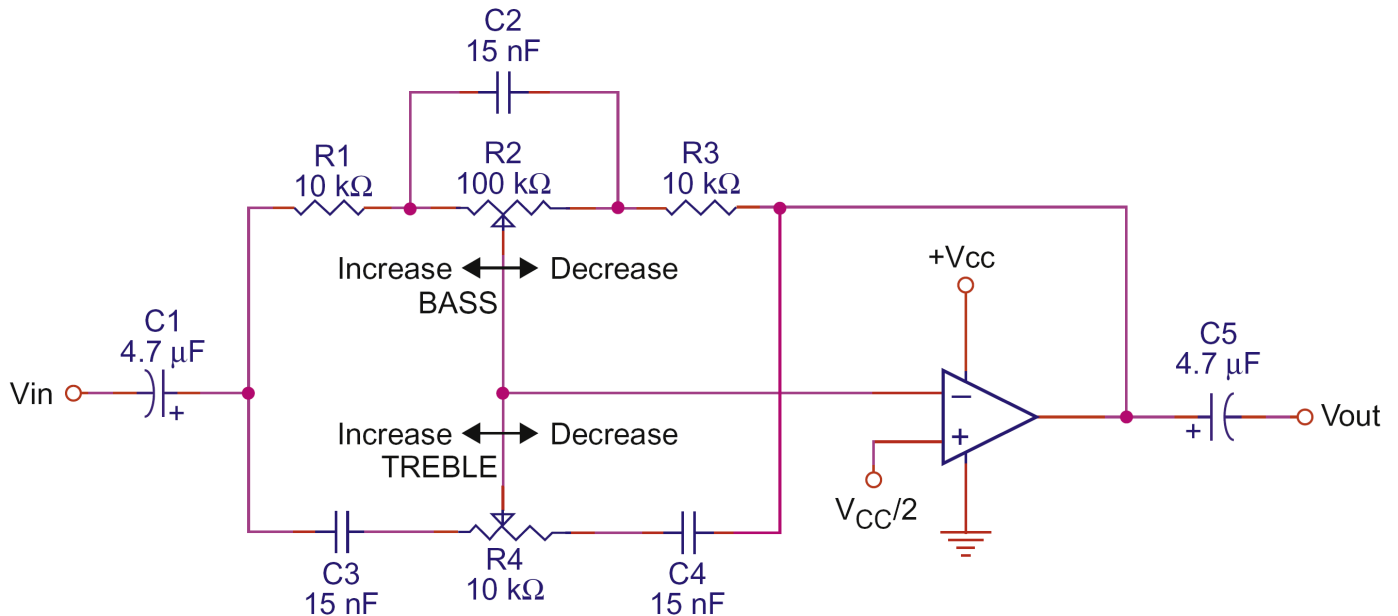 C2
15 nF
R1
10 kΩ
R2
100 kΩ
R3
10 kΩ
Increase
Decrease
BASS
+Vcc
C1
4.7 µF
C5
4.7 µF
Vin
+
−
+
+
Vout
Increase
Decrease
TREBLE
VCC/2
C3
15 nF
R4
10 kΩ
C4
15 nF